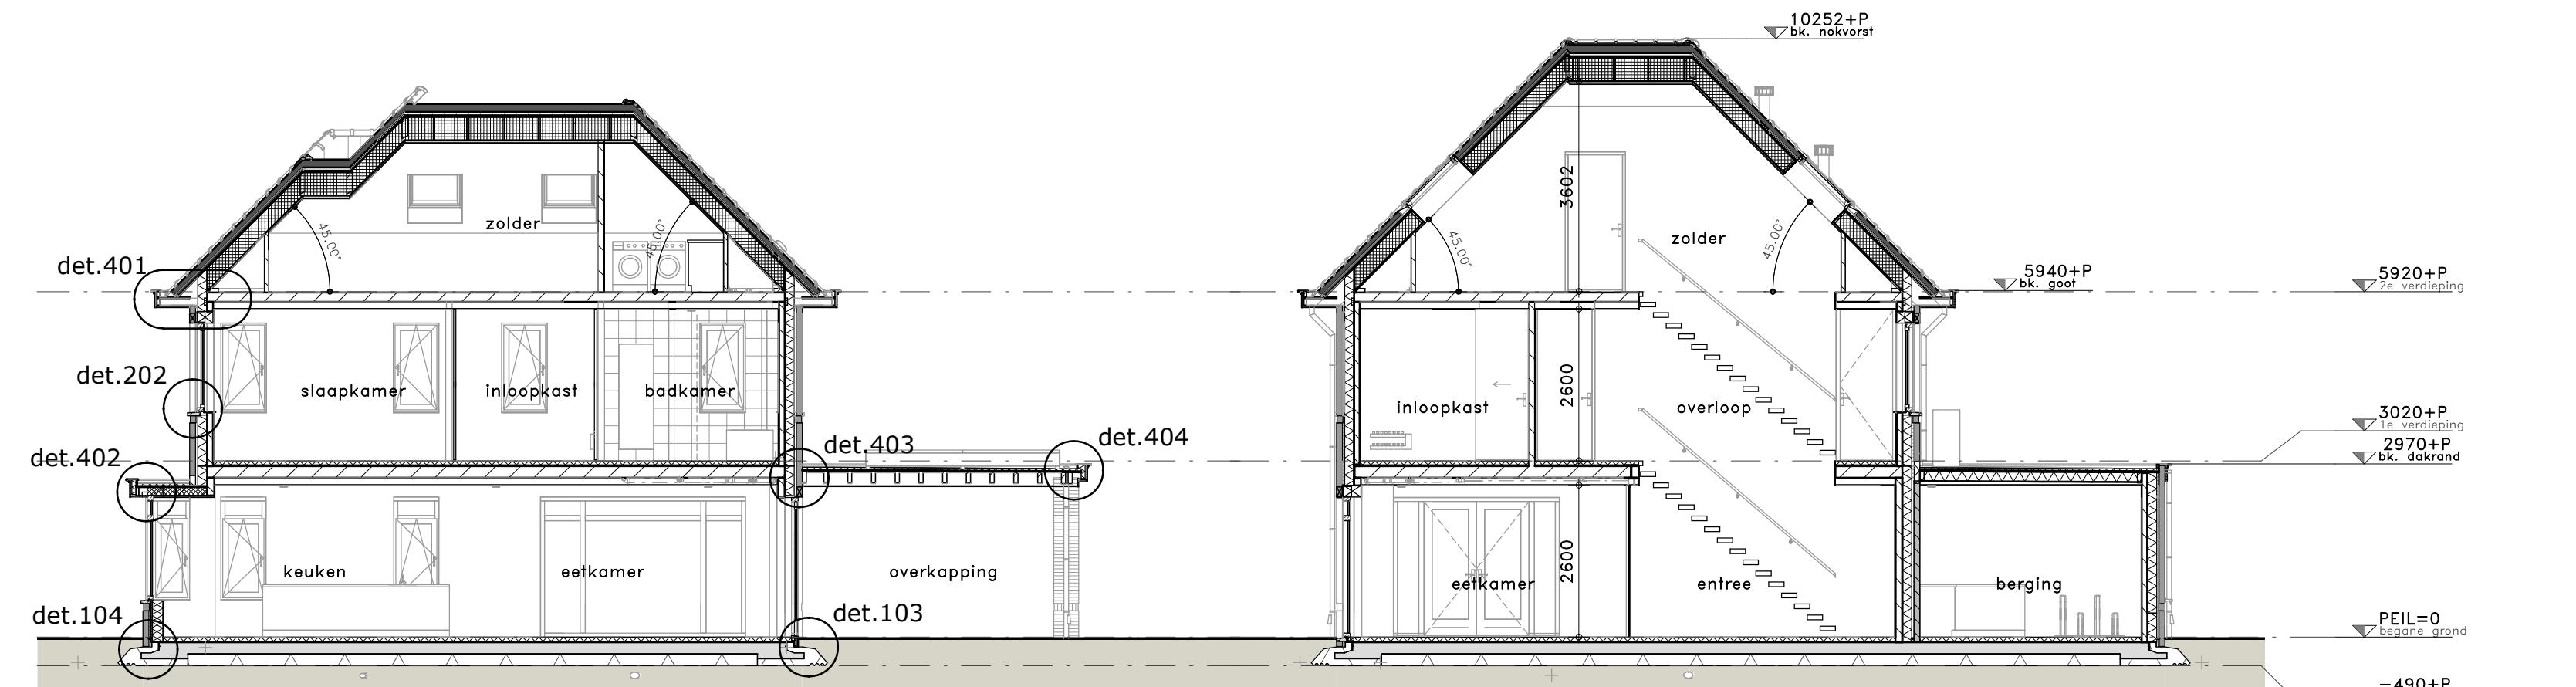 10252+P
bk. nokvorst
3602
zolder
45.00°
45.00°
zolder
45.00°
45.00°
det.401
5940+P
bk. goot
5920+P
2e verdieping
det.202
slaapkamer
inloopkast
badkamer
2600
inloopkast
overloop
3020+P
1e verdieping
2970+P
bk. dakrand
det.402
det.403
det.404
keuken
eetkamer
overkapping
2600
eetkamer
entree
berging
det.104
det.103
PEIL=0
begane grond
-490+P